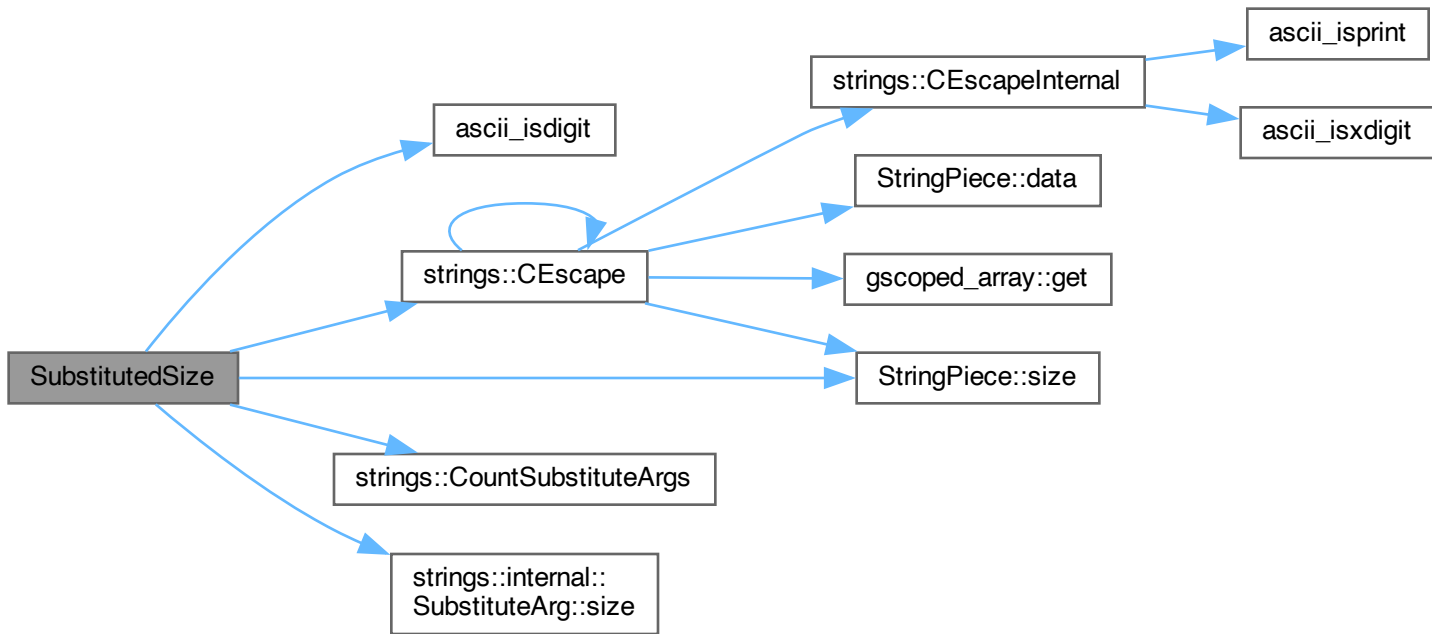 ascii_isprint
strings::CEscapeInternal
ascii_isdigit
ascii_isxdigit
StringPiece::data
strings::CEscape
gscoped_array::get
SubstitutedSize
StringPiece::size
strings::CountSubstituteArgs
strings::internal::
SubstituteArg::size